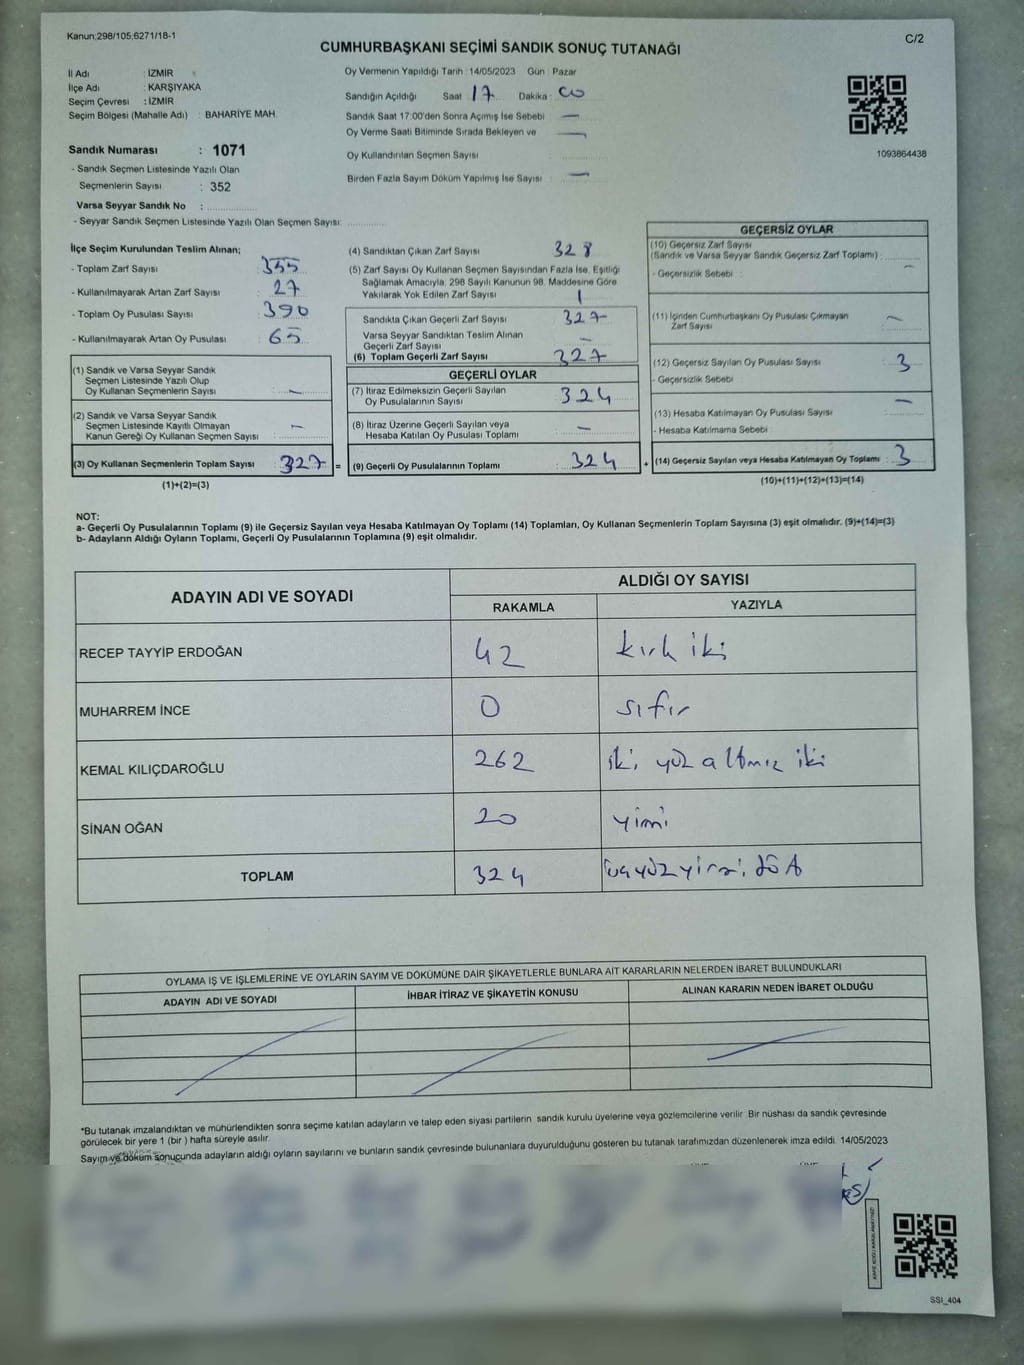 Kanun:298/105.6271/18-1
C/2
CUMHURBAŞKANI SEÇİMİ SANDIK SONUÇ TUTANAĞI
İl Adı : İZMİR
İlçe Adı : KARŞIYAKA
Seçim Çevresi : İZMİR
Seçim Bölgesi (Mahalle Adı) : BAHARİYE MAH.
Sandık Numarası : 1071
- Sandık Seçmen Listesinde Yazılı Olan
Seçmenlerin Sayısı : 352
Varsa Seyyar Sandık No :
- Seyyar Sandık Seçmen Listesinde Yazılı Olan Seçmen Sayısı:
Oy Vermenin Yapıldığı Tarih :14/05/2023 Gün : Pazar
Sandığın Açıldığı Saat 17 Dakika : 00
Sandık Saat 17:00'den Sonra Açımış İse Sebebi : —
Oy Verme Saati Bitiminde Sırada Bekleyen ve —
Oy Kullandırılan Seçmen Sayısı
Birden Fazla Sayım Döküm Yapılmış İse Sayısı : —
1093864438
İlçe Seçim Kurulundan Teslim Alınan;
- Toplam Zarf Sayısı : 355
- Kullanılmayarak Artan Zarf Sayısı : 27
- Toplam Oy Pusulası Sayısı : 390
- Kullanılmayarak Artan Oy Pusulası : 65
(1) Sandık ve Varsa Seyyar Sandık
Seçmen Listesinde Yazılı Olup
Oy Kullanan Seçmenlerin Sayısı : —
(2) Sandık ve Varsa Seyyar Sandık
Seçmen Listesinde Kayıtlı Olmayan
Kanun Gereği Oy Kullanan Seçmen Sayısı : —
(3) Oy Kullanan Seçmenlerin Toplam Sayısı : 327 =
(1)+(2)=(3)
(4) Sandıktan Çıkan Zarf Sayısı 328
(5) Zarf Sayısı Oy Kullanan Seçmen Sayısından Fazla İse, Eşitliği
Sağlamak Amacıyla; 298 Sayılı Kanunun 98. Maddesine Göre
Yakılarak Yok Edilen Zarf Sayısı 1
Sandıkta Çıkan Geçerli Zarf Sayısı : 327
Varsa Seyyar Sandıktan Teslim Alınan
Geçerli Zarf Sayısı : —
(6) Toplam Geçerli Zarf Sayısı : 327
GEÇERLİ OYLAR
(7) İtiraz Edilmeksizin Geçerli Sayılan
Oy Pusulalarının Sayısı : 324
(8) İtiraz Üzerine Geçerli Sayılan veya
Hesaba Katılan Oy Pusulası Toplamı : —
(9) Geçerli Oy Pusulalarının Toplamı : 324 +
GEÇERSİZ OYLAR
(10) Geçersiz Zarf Sayısı
(Sandık ve Varsa Seyyar Sandık Geçersiz Zarf Toplamı) :
- Geçersizlik Sebebi : —
(11) İçinden Cumhurbaşkanı Oy Pusulası Çıkmayan
Zarf Sayısı : —
(12) Geçersiz Sayılan Oy Pusulası Sayısı : 3
- Geçersizlik Sebebi
(13) Hesaba Katılmayan Oy Pusulası Sayısı : —
- Hesaba Katılmama Sebebi
(14) Geçersiz Sayılan veya Hesaba Katılmayan Oy Toplamı : 3
(10)+(11)+(12)+(13)=(14)
NOT:
a- Geçerli Oy Pusulalarının Toplamı (9) ile Geçersiz Sayılan veya Hesaba Katılmayan Oy Toplamı (14) Toplamları, Oy Kullanan Seçmenlerin Toplam Sayısına (3) eşit olmalıdır. (9)+(14)=(3)
b- Adayların Aldığı Oyların Toplamı, Geçerli Oy Pusulalarının Toplamına (9) eşit olmalıdır.
ADAYIN ADI VE SOYADI
ALDIĞI OY SAYISI
RAKAMLA YAZIYLA
RECEP TAYYİP ERDOĞAN 42 kırk iki
MUHARREM İNCE 0 sıfır
KEMAL KILIÇDAROĞLU 262 iki yüz altmış iki
SİNAN OĞAN 20 yirmi
TOPLAM 324 üçyüzyirmi dört
OYLAMA İŞ VE İŞLEMLERİNE VE OYLARIN SAYIM VE DÖKÜMÜNE DAİR ŞİKAYETLERLE BUNLARA AİT KARARLARIN NELERDEN İBARET BULUNDUKLARI
ADAYIN ADI VE SOYADI İHBAR İTİRAZ VE ŞİKAYETİN KONUSU ALINAN KARARIN NEDEN İBARET OLDUĞU
*Bu tutanak imzalandıktan ve mühürlendikten sonra seçime katılan adayların ve talep eden siyasi partilerin sandık kurulu üyelerine veya gözlemcilerine verilir. Bir nüshası da sandık çevresinde
görülecek bir yere 1 (bir ) hafta süreyle asılır.
Sayım ve döküm sonucunda adayların aldığı oyların sayılarını ve bunların sandık çevresinde bulunanlara duyurulduğunu gösteren bu tutanak tarafımızdan düzenlenerek imza edildi. 14/05/2023
SSI_404